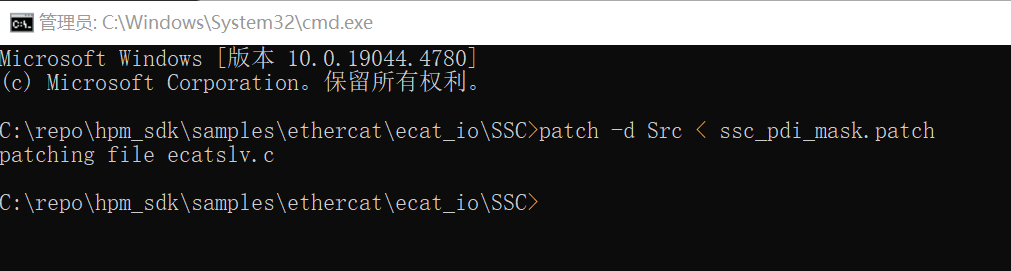 管理员: C:\Windows\System32\cmd.exe
Microsoft Windows [版本 10.0.19044.4780]
(c) Microsoft Corporation。保留所有权利。
C:\repo\hpm_sdk\samples\ethercat\ecat_io\SSC>patch -d Src < ssc_pdi_mask.patch
patching file ecatslv.c
C:\repo\hpm_sdk\samples\ethercat\ecat_io\SSC>